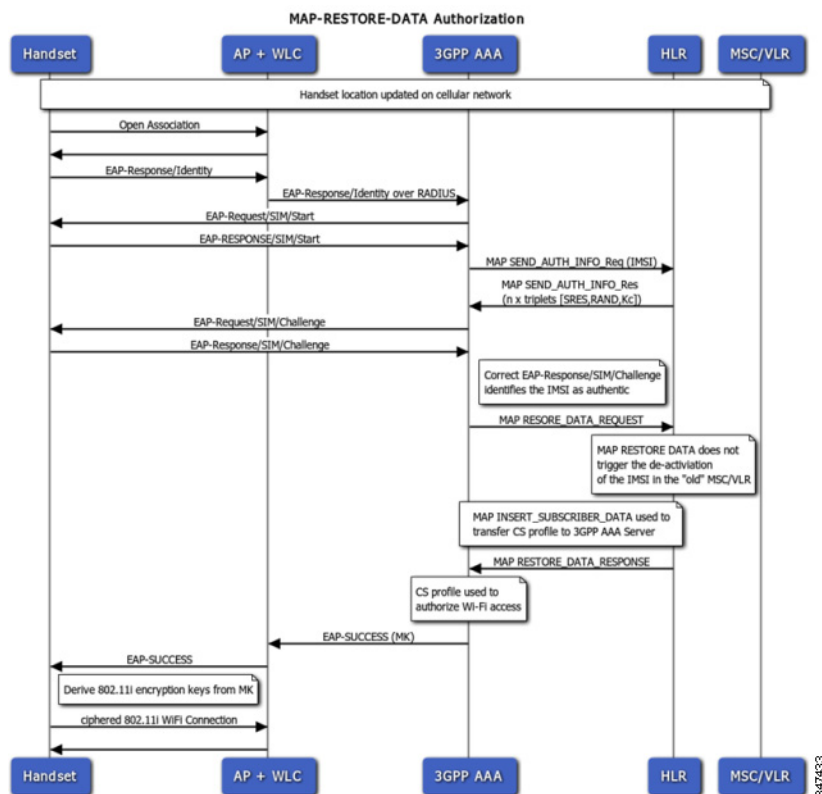 MAP-RESTORE-DATA Authorization
Handset
AP + WLC
3GPP AAA
HLR
MSC/VLR
Handset location updated on cellular network
Open Association
EAP-Response/Identity
EAP-Response/Identity over RADIUS
EAP-Request/SIM/Start
EAP-RESPONSE/SIM/Start
MAP SEND_AUTH_INFO_Req (IMSI)
MAP SEND_AUTH_INFO_Res
(n x triplets [SRES,RAND,Kc])
EAP-Request/SIM/Challenge
EAP-Response/SIM/Challenge
Correct EAP-Response/SIM/Challenge
identifies the IMSI as authentic
MAP RESORE_DATA_REQUEST
MAP RESTORE DATA does not
trigger the de-activiation
of the IMSI in the "old" MSC/VLR
MAP INSERT_SUBSCRIBER_DATA used to
transfer CS profile to 3GPP AAA Server
MAP RESTORE_DATA_RESPONSE
CS profile used to
authorize Wi-Fi access
EAP-SUCCESS (MK)
EAP-SUCCESS
Derive 802.11i encryption keys from MK
ciphered 802.11i WiFi Connection
Handset
AP + WLC
3GPP AAA
HLR
MSC/VLR
347433